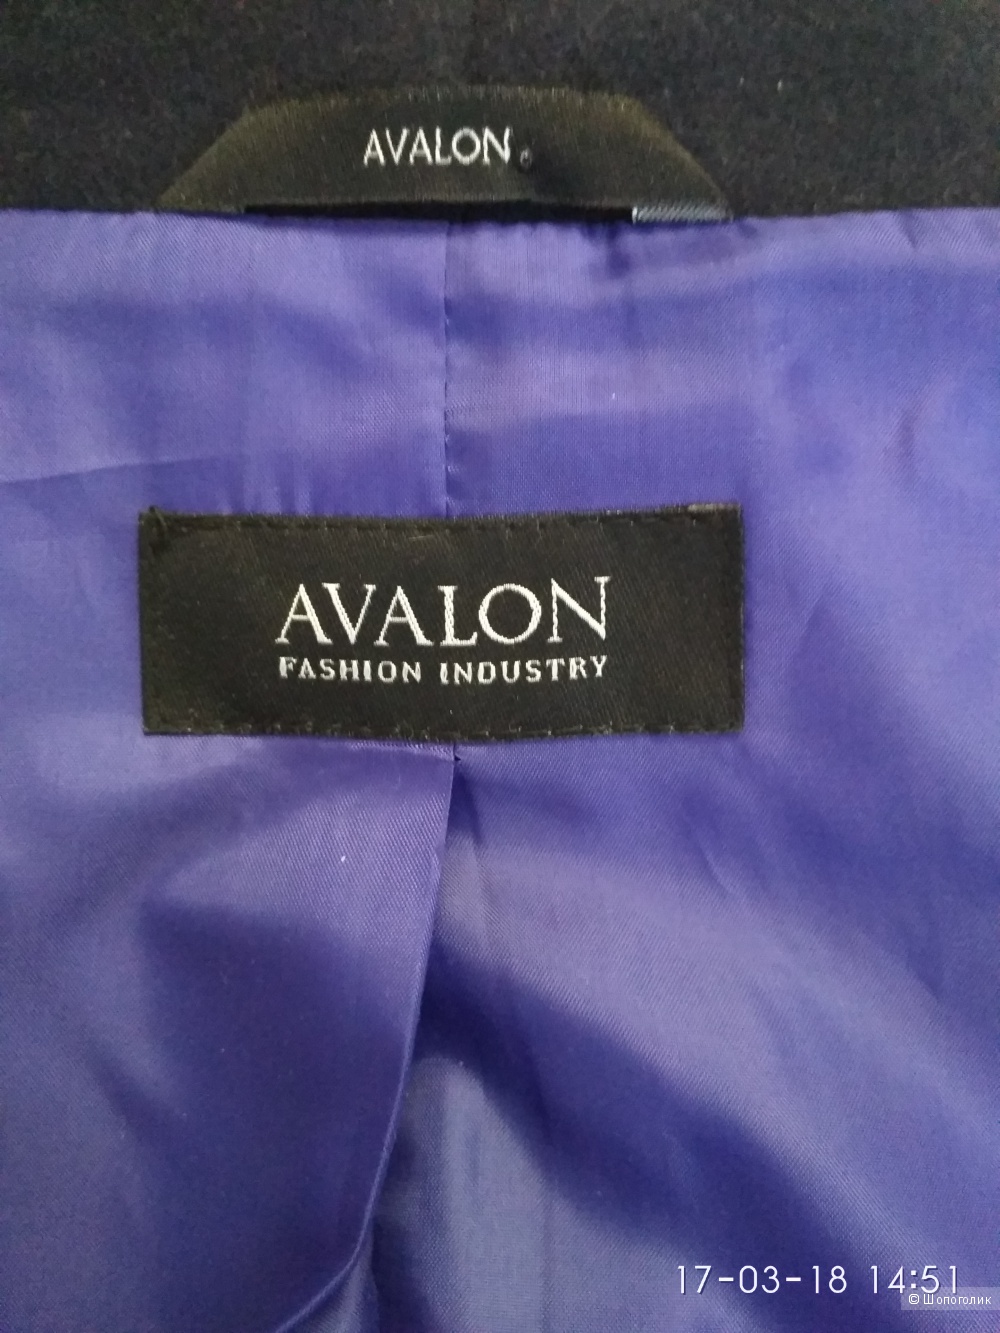 AVALON
AVALON
FASHION INDUSTRY
17-03-18 14:51
© Шопоголик